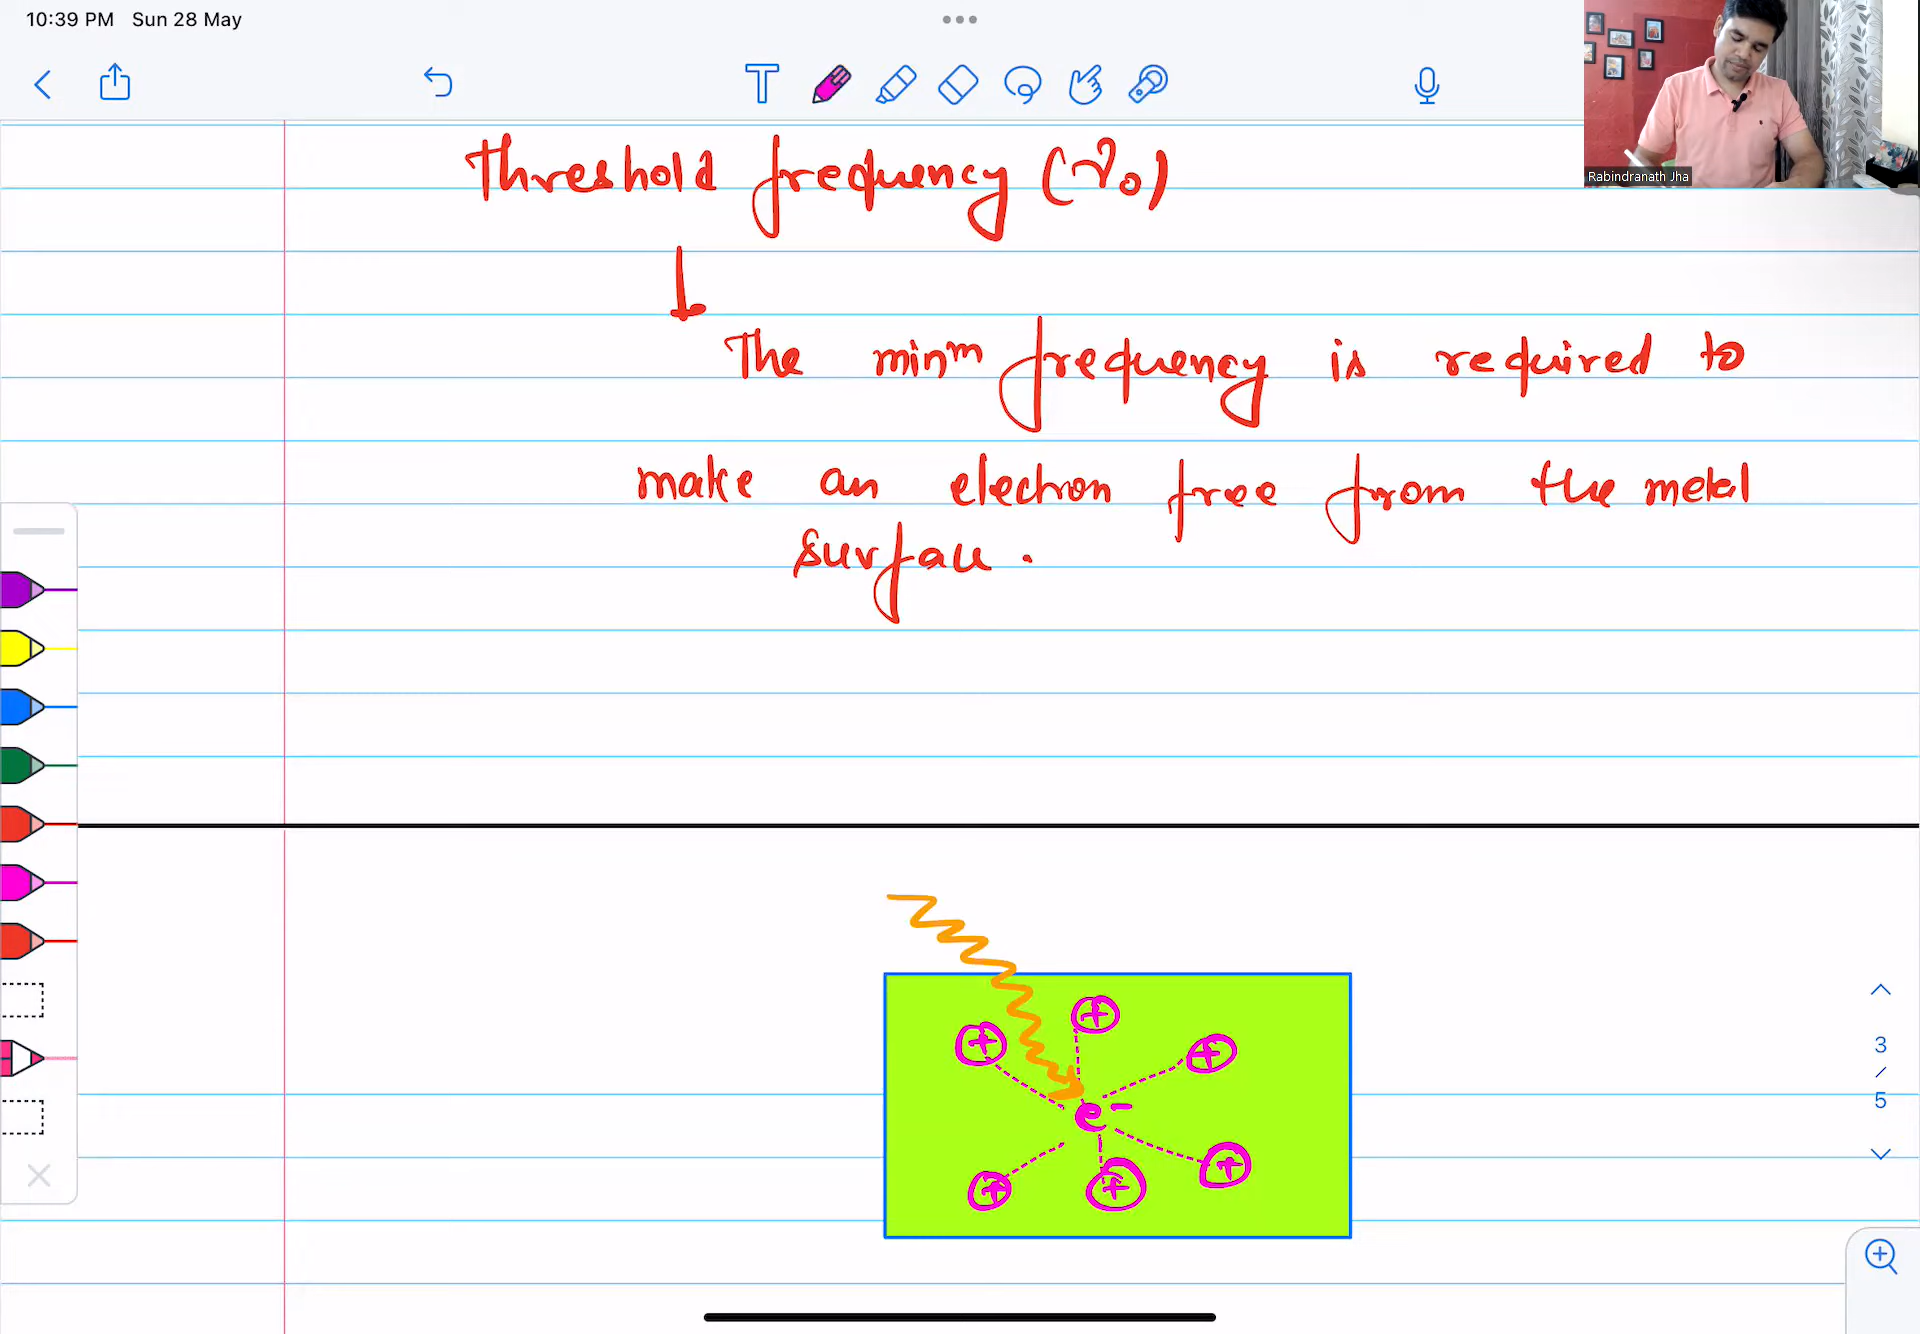 10:39 PM Sun 28 May
Rabindranath Jha
Threshold frequency (ν₀)
The minᵐ frequency is required to
make an electron free from the metal
surface.
+
+
+
e⁻
+
+
+
3
/
5